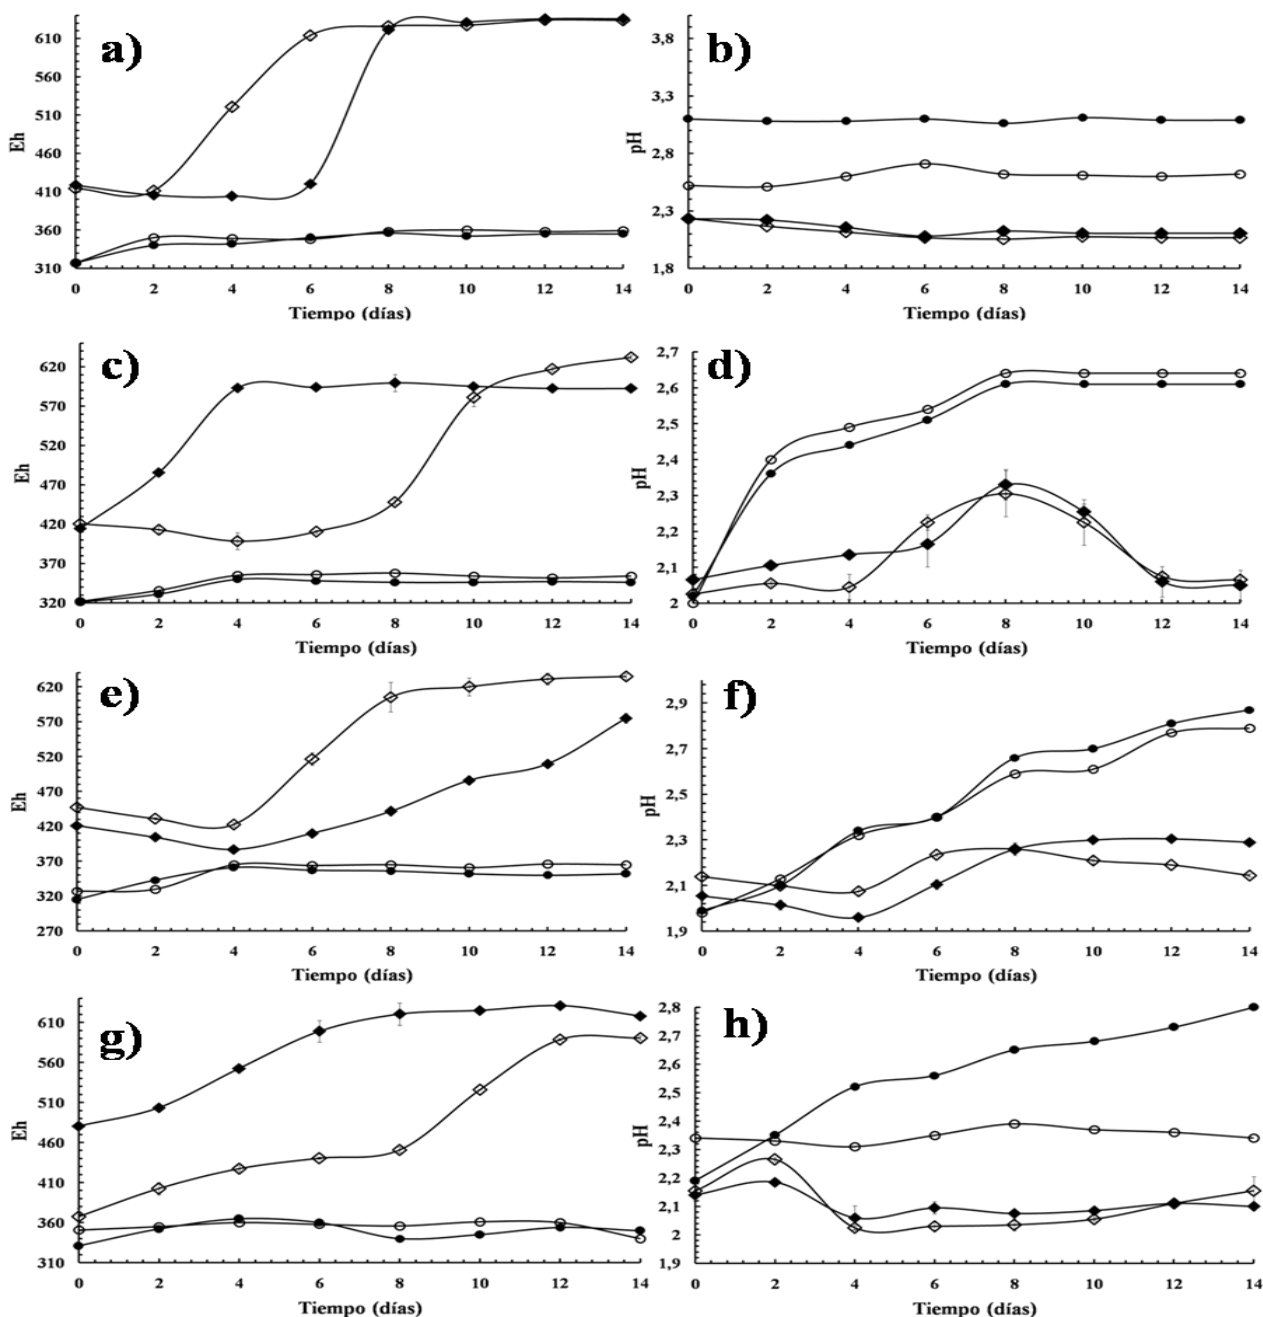 a)
610
560
510
460
410
360
310
Eh
0 2 4 6 8 10 12 14
Tiempo (días)
b)
3,8
3,3
2,8
2,3
1,8
pH
0 2 4 6 8 10 12 14
Tiempo (días)
c)
620
570
520
470
420
370
320
Eh
0 2 4 6 8 10 12 14
Tiempo (días)
d)
2,7
2,6
2,5
2,4
2,3
2,2
2,1
2
pH
0 2 4 6 8 10 12 14
Tiempo (días)
e)
620
570
520
470
420
370
320
270
Eh
0 2 4 6 8 10 12 14
Tiempo (días)
f)
2,9
2,7
2,5
2,3
2,1
1,9
pH
0 2 4 6 8 10 12 14
Tiempo (días)
g)
610
560
510
460
410
360
310
Eh
0 2 4 6 8 10 12 14
Tiempo (días)
h)
2,8
2,7
2,6
2,5
2,4
2,3
2,2
2,1
2
1,9
pH
0 2 4 6 8 10 12 14
Tiempo (días)